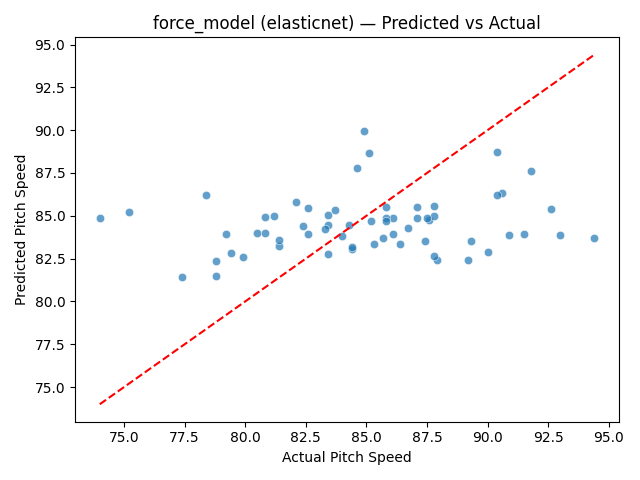 force_model (elasticnet) — Predicted vs Actual
95.0
92.5
90.0
87.5
85.0
82.5
80.0
77.5
75.0
Predicted Pitch Speed
75.0 77.5 80.0 82.5 85.0 87.5 90.0 92.5 95.0
Actual Pitch Speed